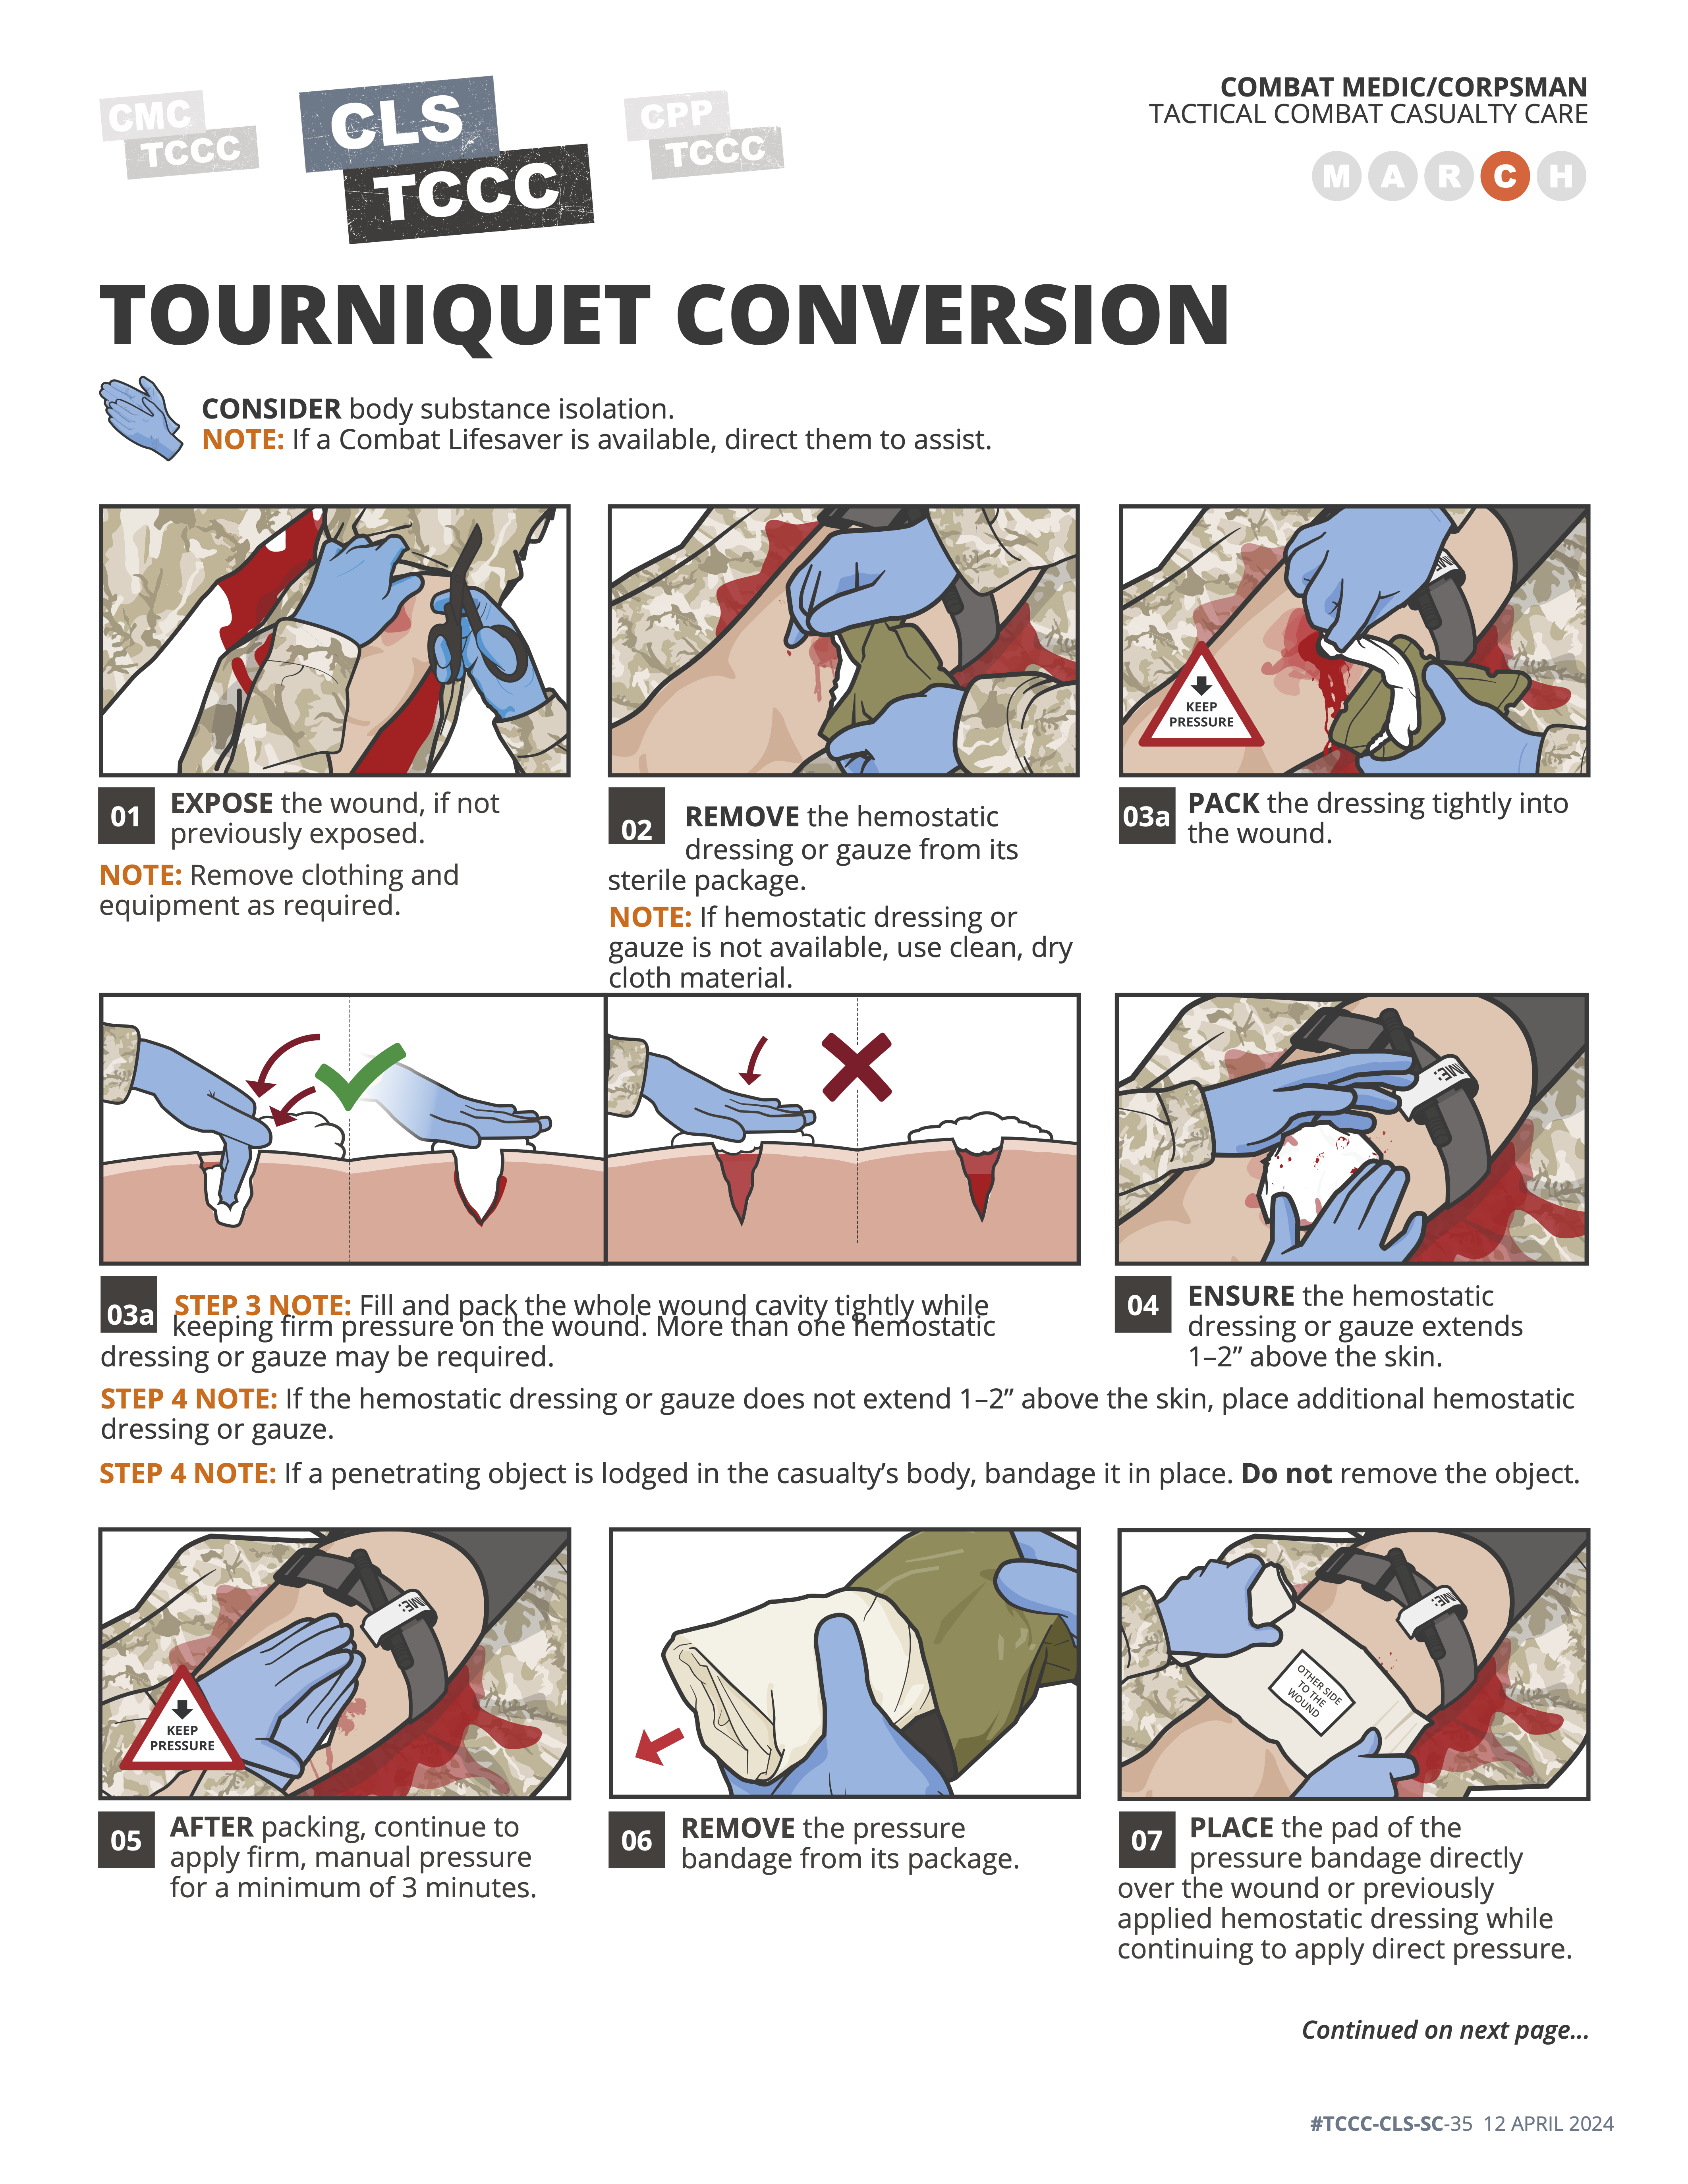 CMC
TCCC
CLS
TCCC
CPP
TCCC
COMBAT MEDIC/CORPSMAN
TACTICAL COMBAT CASUALTY CARE
M A R C H
TOURNIQUET CONVERSION
CONSIDER body substance isolation.
NOTE: If a Combat Lifesaver is available, direct them to assist.
KEEP
PRESSURE
01 EXPOSE the wound, if not
previously exposed.
NOTE: Remove clothing and
equipment as required.
02 REMOVE the hemostatic
dressing or gauze from its
sterile package.
NOTE: If hemostatic dressing or
gauze is not available, use clean, dry
cloth material.
03a PACK the dressing tightly into
the wound.
03a STEP 3 NOTE: Fill and pack the whole wound cavity tightly while
keeping firm pressure on the wound. More than one hemostatic
dressing or gauze may be required.
04 ENSURE the hemostatic
dressing or gauze extends
1–2” above the skin.
STEP 4 NOTE: If the hemostatic dressing or gauze does not extend 1–2” above the skin, place additional hemostatic
dressing or gauze.
STEP 4 NOTE: If a penetrating object is lodged in the casualty’s body, bandage it in place. Do not remove the object.
KEEP
PRESSURE
OTHER SIDE
TO THE
WOUND
05 AFTER packing, continue to
apply firm, manual pressure
for a minimum of 3 minutes.
06 REMOVE the pressure
bandage from its package.
07 PLACE the pad of the
pressure bandage directly
over the wound or previously
applied hemostatic dressing while
continuing to apply direct pressure.
Continued on next page...
#TCCC-CLS-SC-35 12 APRIL 2024